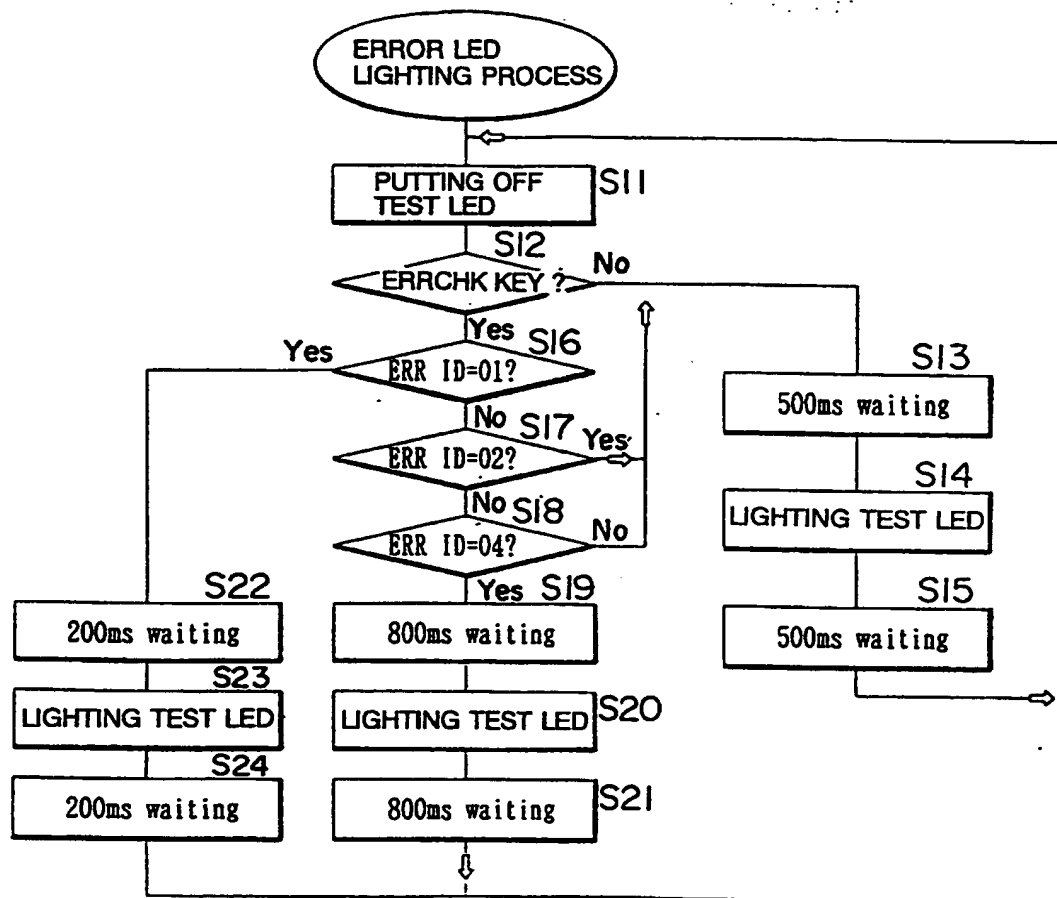 ERROR LED
LIGHTING PROCESS
PUTTING OFF
TEST LED
S11
S12
ERRCHK KEY ?
No
Yes
S16
Yes
ERR ID=01?
No
S17
ERR ID=02?
Yes
No
S18
ERR ID=04?
No
Yes
S13
500ms waiting
S14
LIGHTING TEST LED
S15
500ms waiting
S22
200ms waiting
S23
LIGHTING TEST LED
S24
200ms waiting
S19
800ms waiting
LIGHTING TEST LED
S20
800ms waiting
S21